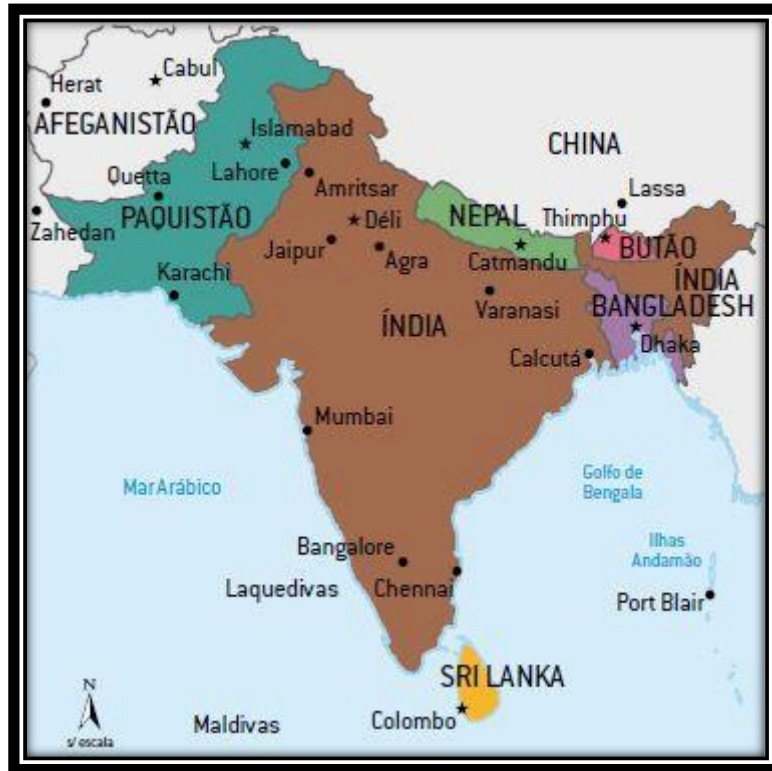 Cabul
Herat
AFEGANISTÃO
Islamabad
CHINA
Lahore
Quetta
Amritsar
Lassa
PAQUISTÃO
Déli
NEPAL
Thimphu
Zahedan
Jaipur
Agra
Catmandu
BUTÃO
Karachi
ÍNDIA
Varanasi
BANGLADESH
ÍNDIA
Dhaka
Calcutá
Mumbai
Mar Arábico
Golfo de
Bengala
Bangalore
Ilhas
Andamão
Laquedivas
Chennai
Port Blair
SRI LANKA
N
s/ escala
Maldivas
Colombo